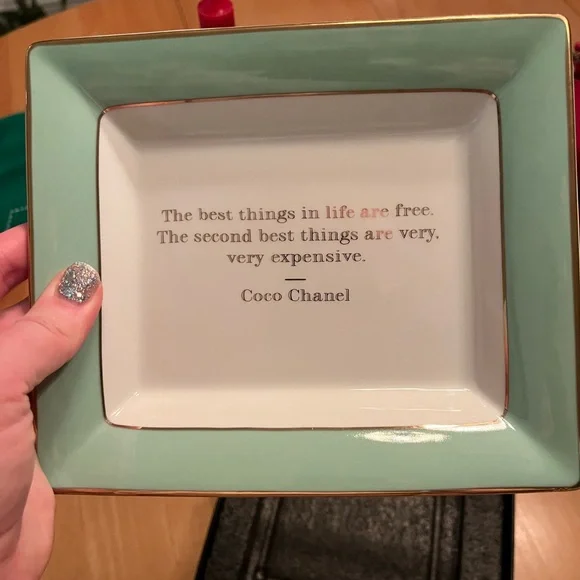 The best things in life are free.
The second best things are very,
very expensive.
—
Coco Chanel